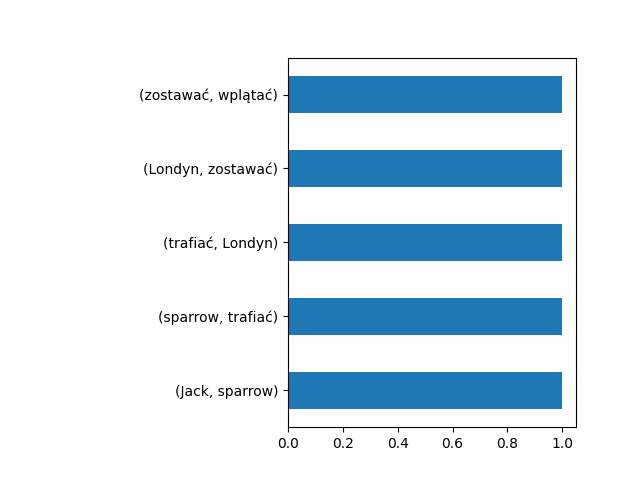 (zostawać, wplątać)
(Londyn, zostawać)
(trafiać, Londyn)
(sparrow, trafiać)
(Jack, sparrow)
0.0 0.2 0.4 0.6 0.8 1.0